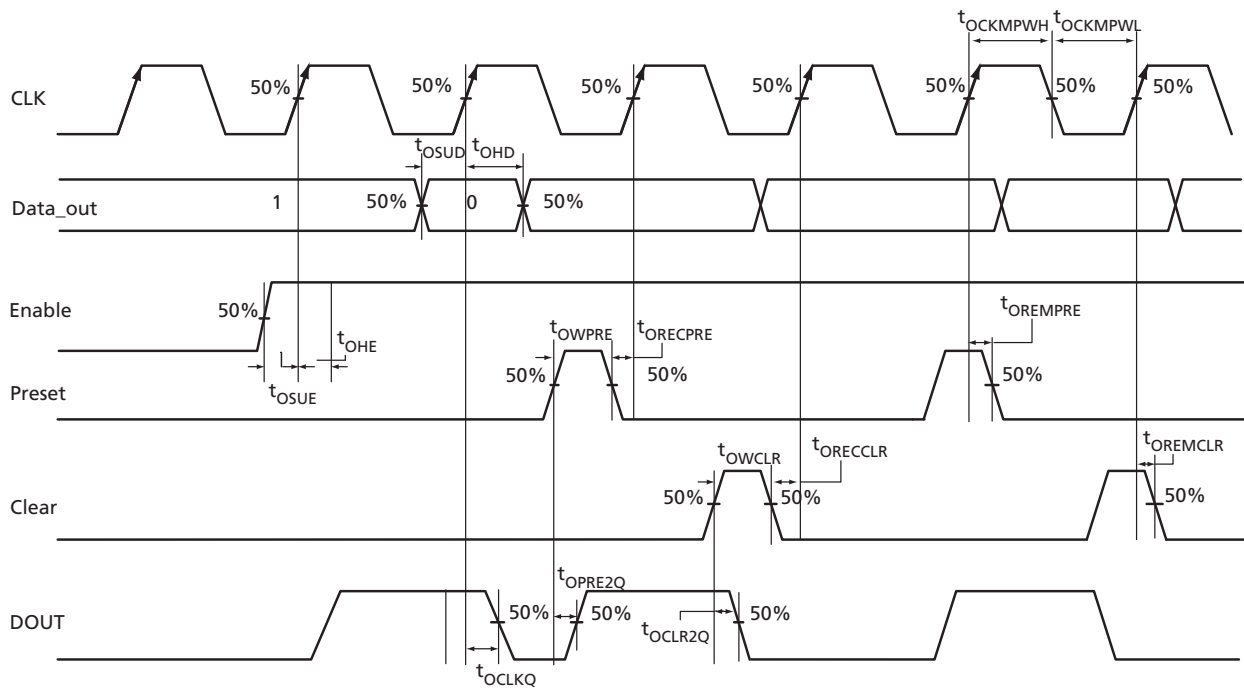 tOCKMPWH tOCKMPWL
CLK 50% 50% 50% 50% 50% 50% 50%
tOSUD tOHD
Data_out 1 50% 0 50%
Enable 50%
tOHE
tOSUE
tOWPRE tORECPRE tOREMPRE
Preset 50% 50% 50%
tOWCLR tORECCLR tOREMCLR
Clear 50% 50% 50%
tOPRE2Q
DOUT 50% 50% 50%
tOCLR2Q
tOCLKQ